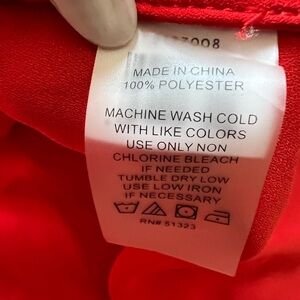 MADE IN CHINA
100% POLYESTER
MACHINE WASH COLD
WITH LIKE COLORS
USE ONLY NON
CHLORINE BLEACH
IF NEEDED
TUMBLE DRY LOW
USE LOW IRON
IF NECESSARY
RN# 51323